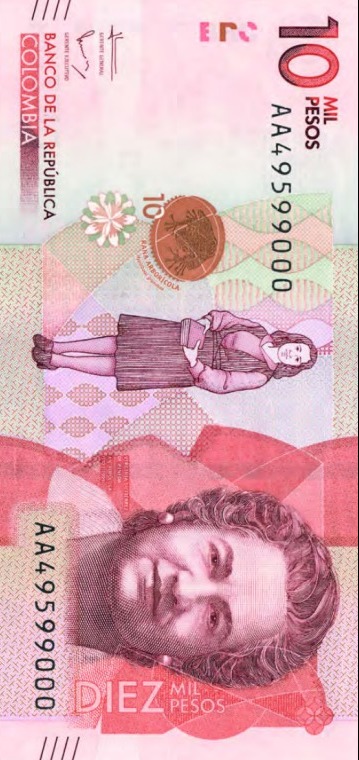 10 MIL
PESOS
AA49599000
BANCO DE LA REPÚBLICA
COLOMBIA
GERENTE GENERAL
GERENTE EJECUTIVO
10
RANA ARBORÍCOLA
AA49599000
DIEZ MIL
PESOS